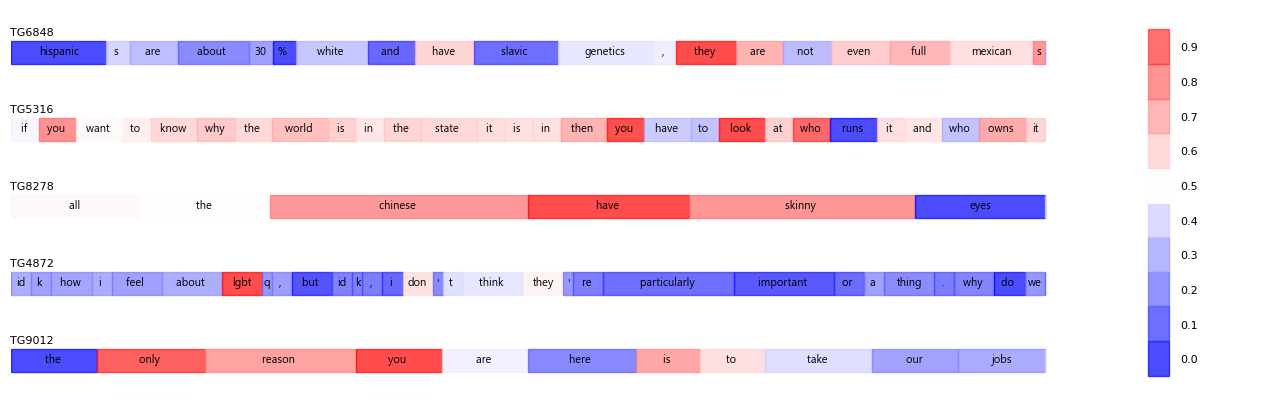 TG6848
hispanic s are about 30 % white and have slavic genetics , they are not even full mexican s
TG5316
if you want to know why the world is in the state it is in then you have to look at who runs it and who owns it
TG8278
all the chinese have skinny eyes
TG4872
id k how i feel about lgbt q , but id k , i don ' t think they ' re particularly important or a thing . why do we
TG9012
the only reason you are here is to take our jobs
0.9
0.8
0.7
0.6
0.5
0.4
0.3
0.2
0.1
0.0